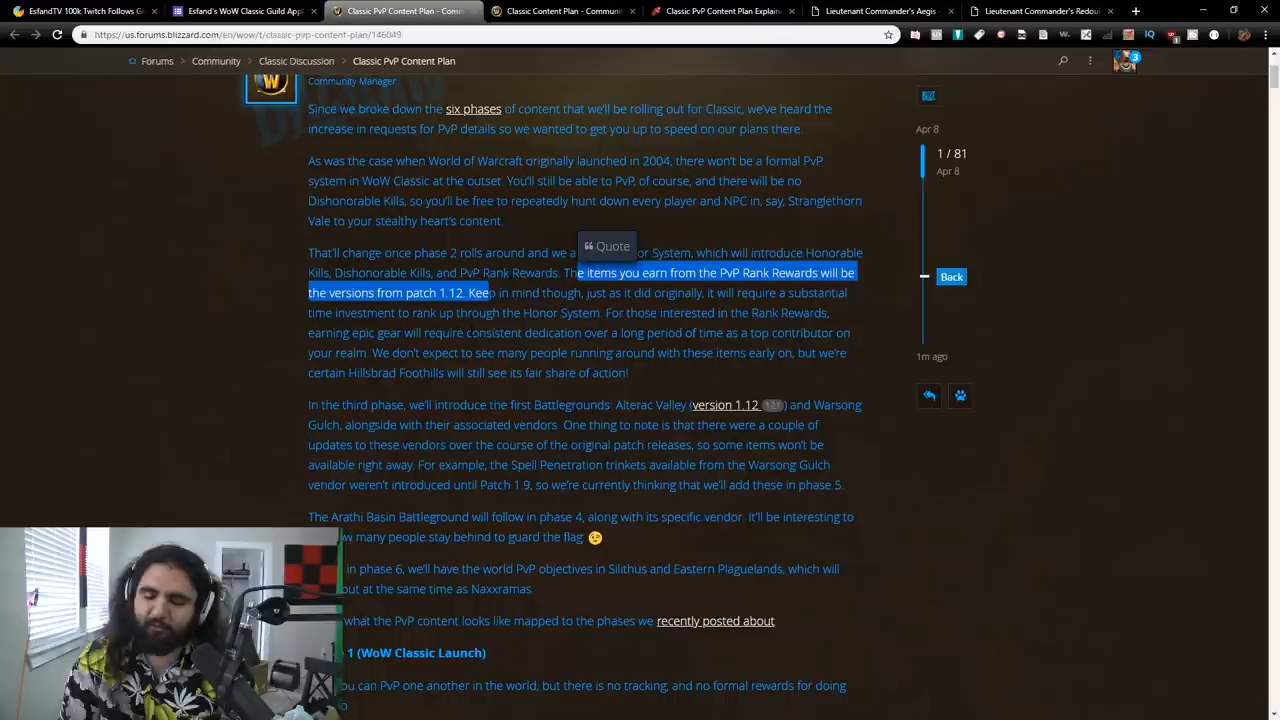 EsfandTV 100k Twitch Follows G
Esfand's WoW Classic Guild Appl
Classic PvP Content Plan - Comm
Classic PvP Content Plan - Communi
Classic PvP Content Plan Explain
Lieutenant Commander's Aegis -
Lieutenant Commander's Redoul
https://us.forums.blizzard.com/en/wow/t/classic-pvp-content-plan/146049
Forums
Community
Classic Discussion
Classic PvP Content Plan
3
Community Manager
Since we broke down the six phases of content that we'll be rolling out for Classic, we've heard the
increase in requests for PvP details so we wanted to get you up to speed on our plans there.
As was the case when World of Warcraft originally launched in 2004, there won't be a formal PvP
system in WoW Classic at the outset. You'll still be able to PvP, of course, and there will be no
Dishonorable Kills, so you'll be free to repeatedly hunt down every player and NPC in, say, Stranglethorn
Vale to your stealthy heart's content.
Quote
That'll change once phase 2 rolls around and we a or System, which will introduce Honorable
Kills, Dishonorable Kills, and PvP Rank Rewards. The items you earn from the PvP Rank Rewards will be
the versions from patch 1.12. Keep in mind though, just as it did originally, it will require a substantial
time investment to rank up through the Honor System. For those interested in the Rank Rewards,
earning epic gear will require consistent dedication over a long period of time as a top contributor on
your realm. We don't expect to see many people running around with these items early on, but we're
certain Hillsbrad Foothills will still see its fair share of action!
In the third phase, we'll introduce the first Battlegrounds: Alterac Valley (version 1.12 121) and Warsong
Gulch, alongside with their associated vendors. One thing to note is that there were a couple of
updates to these vendors over the course of the original patch releases, so some items won't be
available right away. For example, the Spell Penetration trinkets available from the Warsong Gulch
vendor weren't introduced until Patch 1.9, so we're currently thinking that we'll add these in phase 5.
The Arathi Basin Battleground will follow in phase 4, along with its specific vendor. It'll be interesting to
w many people stay behind to guard the flag
in phase 6, we'll have the world PvP objectives in Silithus and Eastern Plaguelands, which will
out at the same time as Naxxramas.
what the PvP content looks like mapped to the phases we recently posted about
1 (WoW Classic Launch)
ou can PvP one another in the world, but there is no tracking, and no formal rewards for doing
o
Apr 8
1 / 81
Apr 8
Back
1m ago